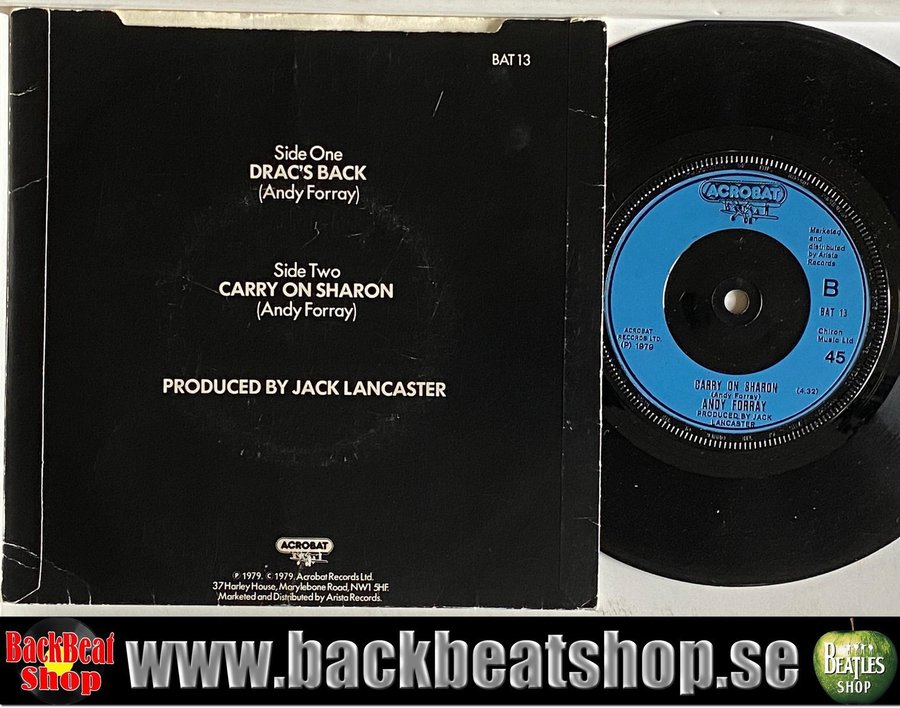 BAT 13
Side One
DRAC'S BACK
(Andy Forray)
Side Two
CARRY ON SHARON
(Andy Forray)
PRODUCED BY JACK LANCASTER
ACROBAT
℗ 1979. © 1979. Acrobat Records Ltd.
37 Harley House, Marylebone Road, NW1 5HF.
Marketed and Distributed by Arista Records.
ACROBAT
Marketed
and
distributed
by Arista
Records
B
BAT 13
ACROBAT
RECORDS LTD.
(P) 1979
Chiron
Music Ltd
45
CARRY ON SHARON
(Andy Forray)
(4.32)
ANDY FORRAY
PRODUCED BY JACK
LANCASTER
BackBeat
Shop
www.backbeatshop.se
BEATLES
SHOP